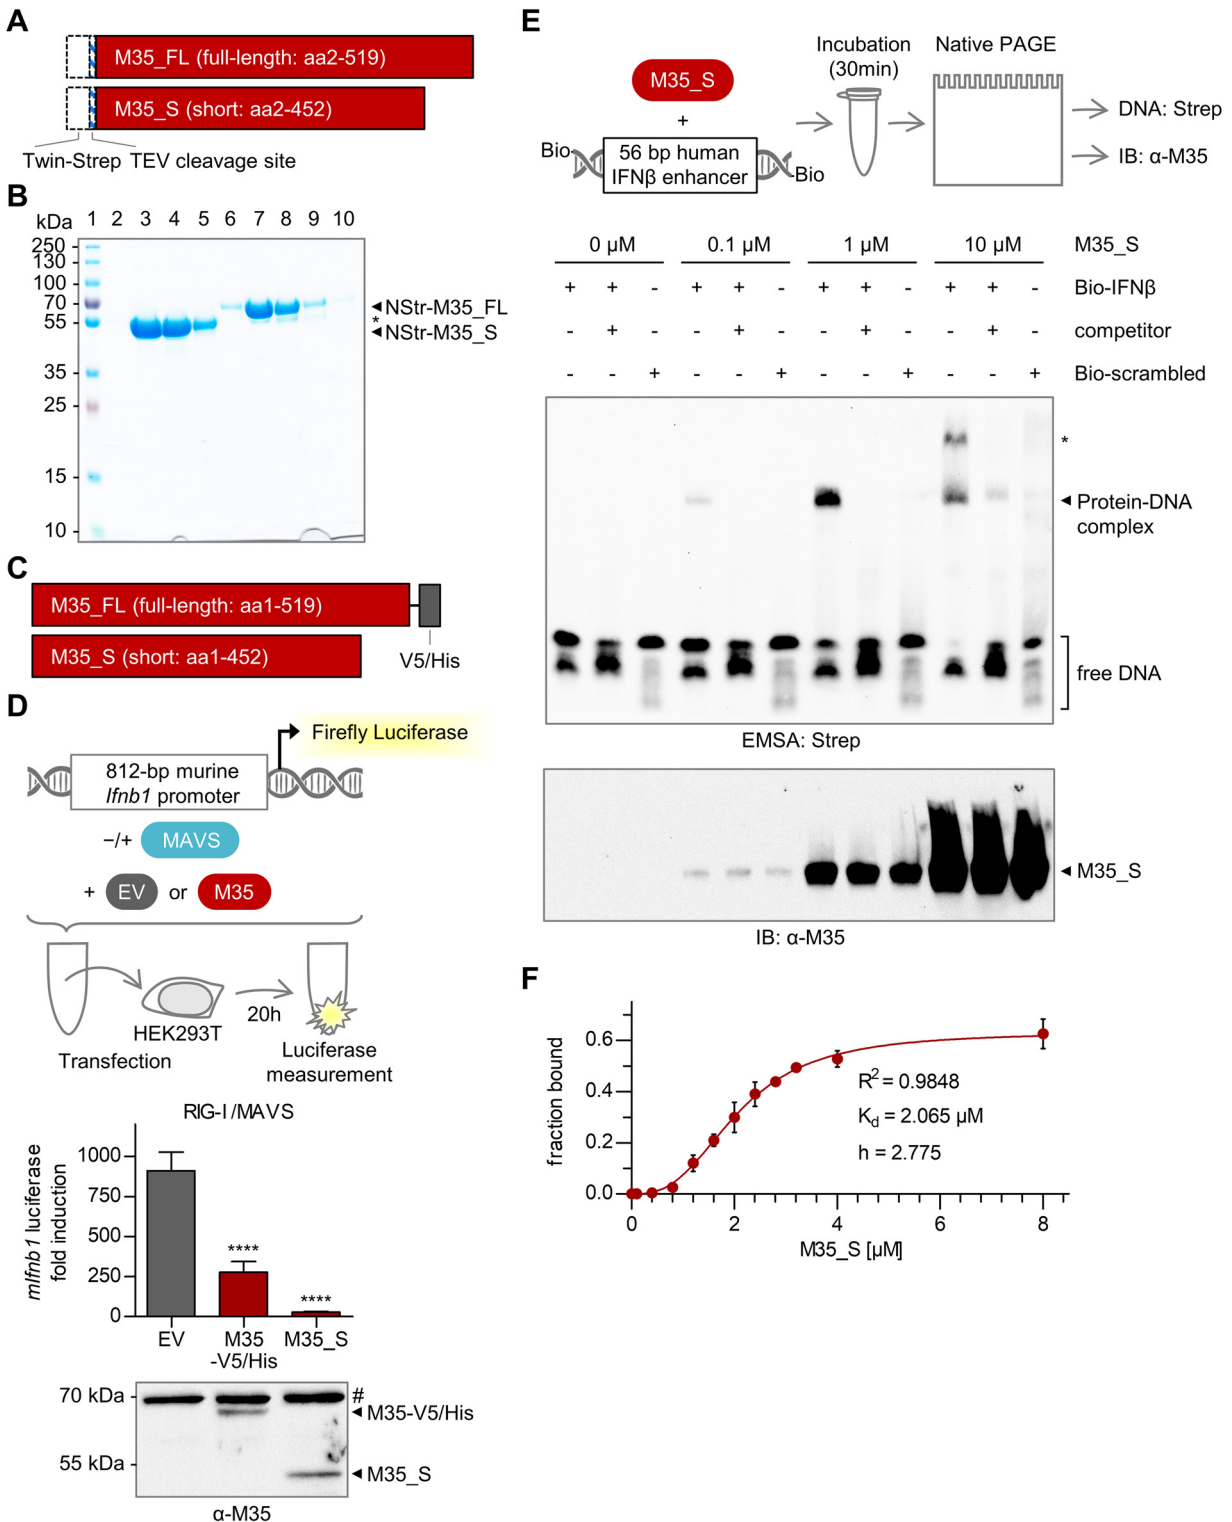 A
M35_FL (full-length: aa2-519)
M35_S (short: aa2-452)
Twin-Strep TEV cleavage site
B
kDa 1 2 3 4 5 6 7 8 9 10
250
130
100
70
55
35
25
15
10
NStr-M35_FL
*
NStr-M35_S
C
M35_FL (full-length: aa1-519)
M35_S (short: aa1-452)
V5/His
D
Firefly Luciferase
812-bp murine
Ifnb1 promoter
−/+ MAVS
+ EV or M35
HEK293T
20h
Transfection
Luciferase
measurement
RIG-I/MAVS
mIfnb1 luciferase
fold induction
1000
750
500
250
0
****
****
EV M35 M35_S
-V5/His
70 kDa
55 kDa
#
M35-V5/His
M35_S
α-M35
E
M35_S
+
Bio
56 bp human
IFNβ enhancer
Bio
Incubation
(30min)
Native PAGE
DNA: Strep
IB: α-M35
0 µM 0.1 µM 1 µM 10 µM M35_S
+ + - + + - + + - + + - Bio-IFNβ
- + - - + - - + - - + - competitor
- - + - - + - - + - - + Bio-scrambled
*
Protein-DNA
complex
free DNA
EMSA: Strep
M35_S
IB: α-M35
F
fraction bound
0.6
0.4
0.2
0.0
R2 = 0.9848
Kd = 2.065 µM
h = 2.775
0 2 4 6 8
M35_S [µM]